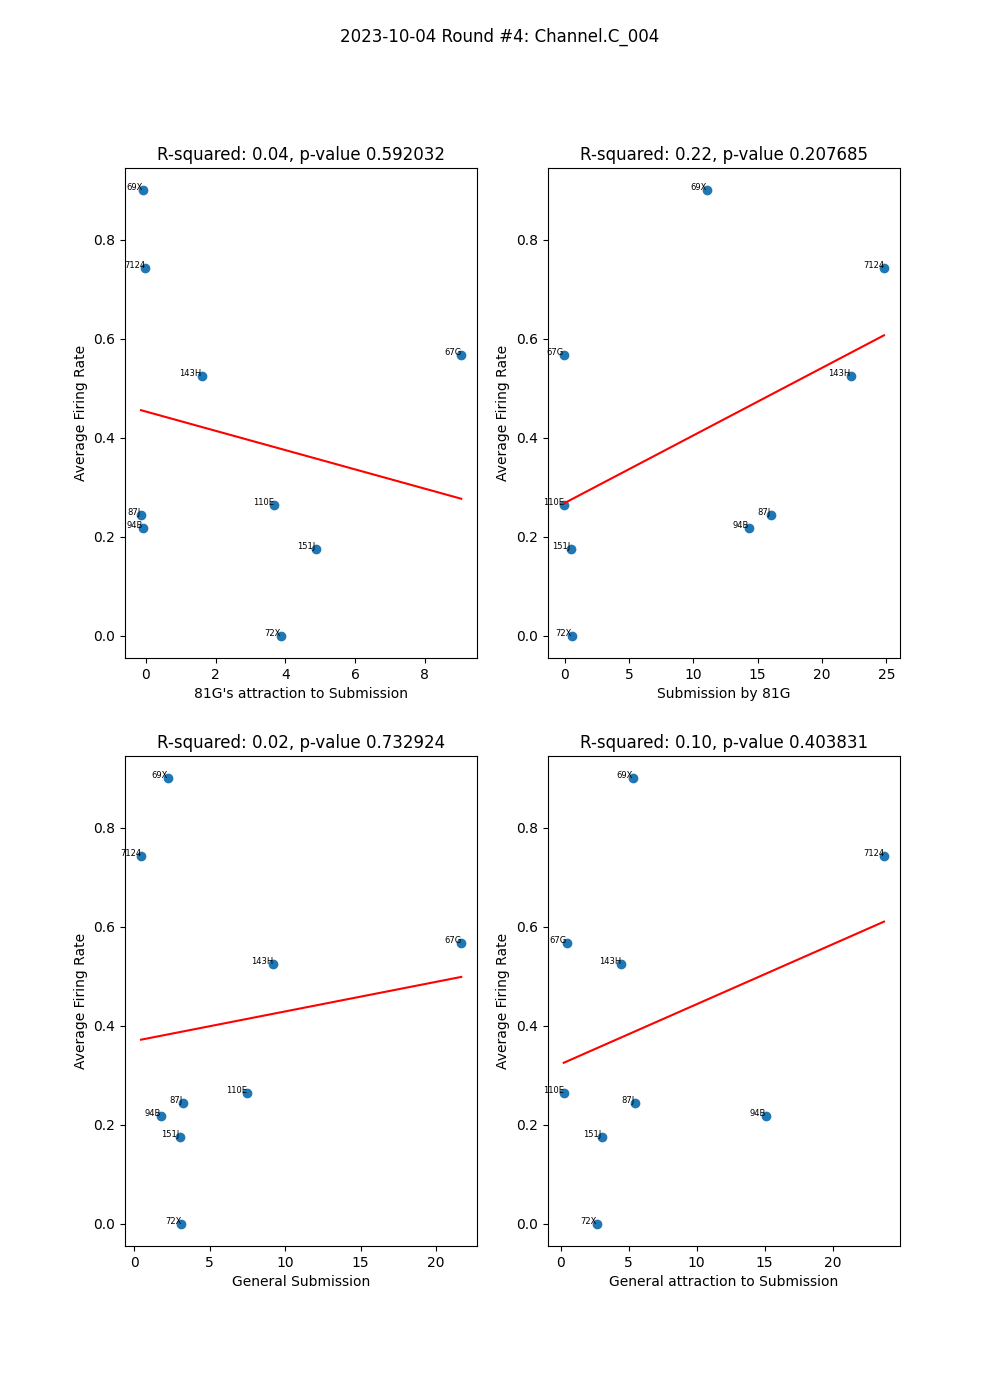 2023-10-04 Round #4: Channel.C_004
R-squared: 0.04, p-value 0.592032
69X
7124
67G
143H
110E
87J
94B
151J
72X
0.8
0.6
0.4
0.2
0.0
Average Firing Rate
0 2 4 6 8
81G's attraction to Submission
R-squared: 0.22, p-value 0.207685
69X
7124
67G
143H
110E
87J
94B
151J
72X
0.8
0.6
0.4
0.2
0.0
Average Firing Rate
0 5 10 15 20 25
Submission by 81G
R-squared: 0.02, p-value 0.732924
69X
7124
67G
143H
110E
87J
94B
151J
72X
0.8
0.6
0.4
0.2
0.0
Average Firing Rate
0 5 10 15 20
General Submission
R-squared: 0.10, p-value 0.403831
69X
7124
67G
143H
110E
87J
94B
151J
72X
0.8
0.6
0.4
0.2
0.0
Average Firing Rate
0 5 10 15 20
General attraction to Submission